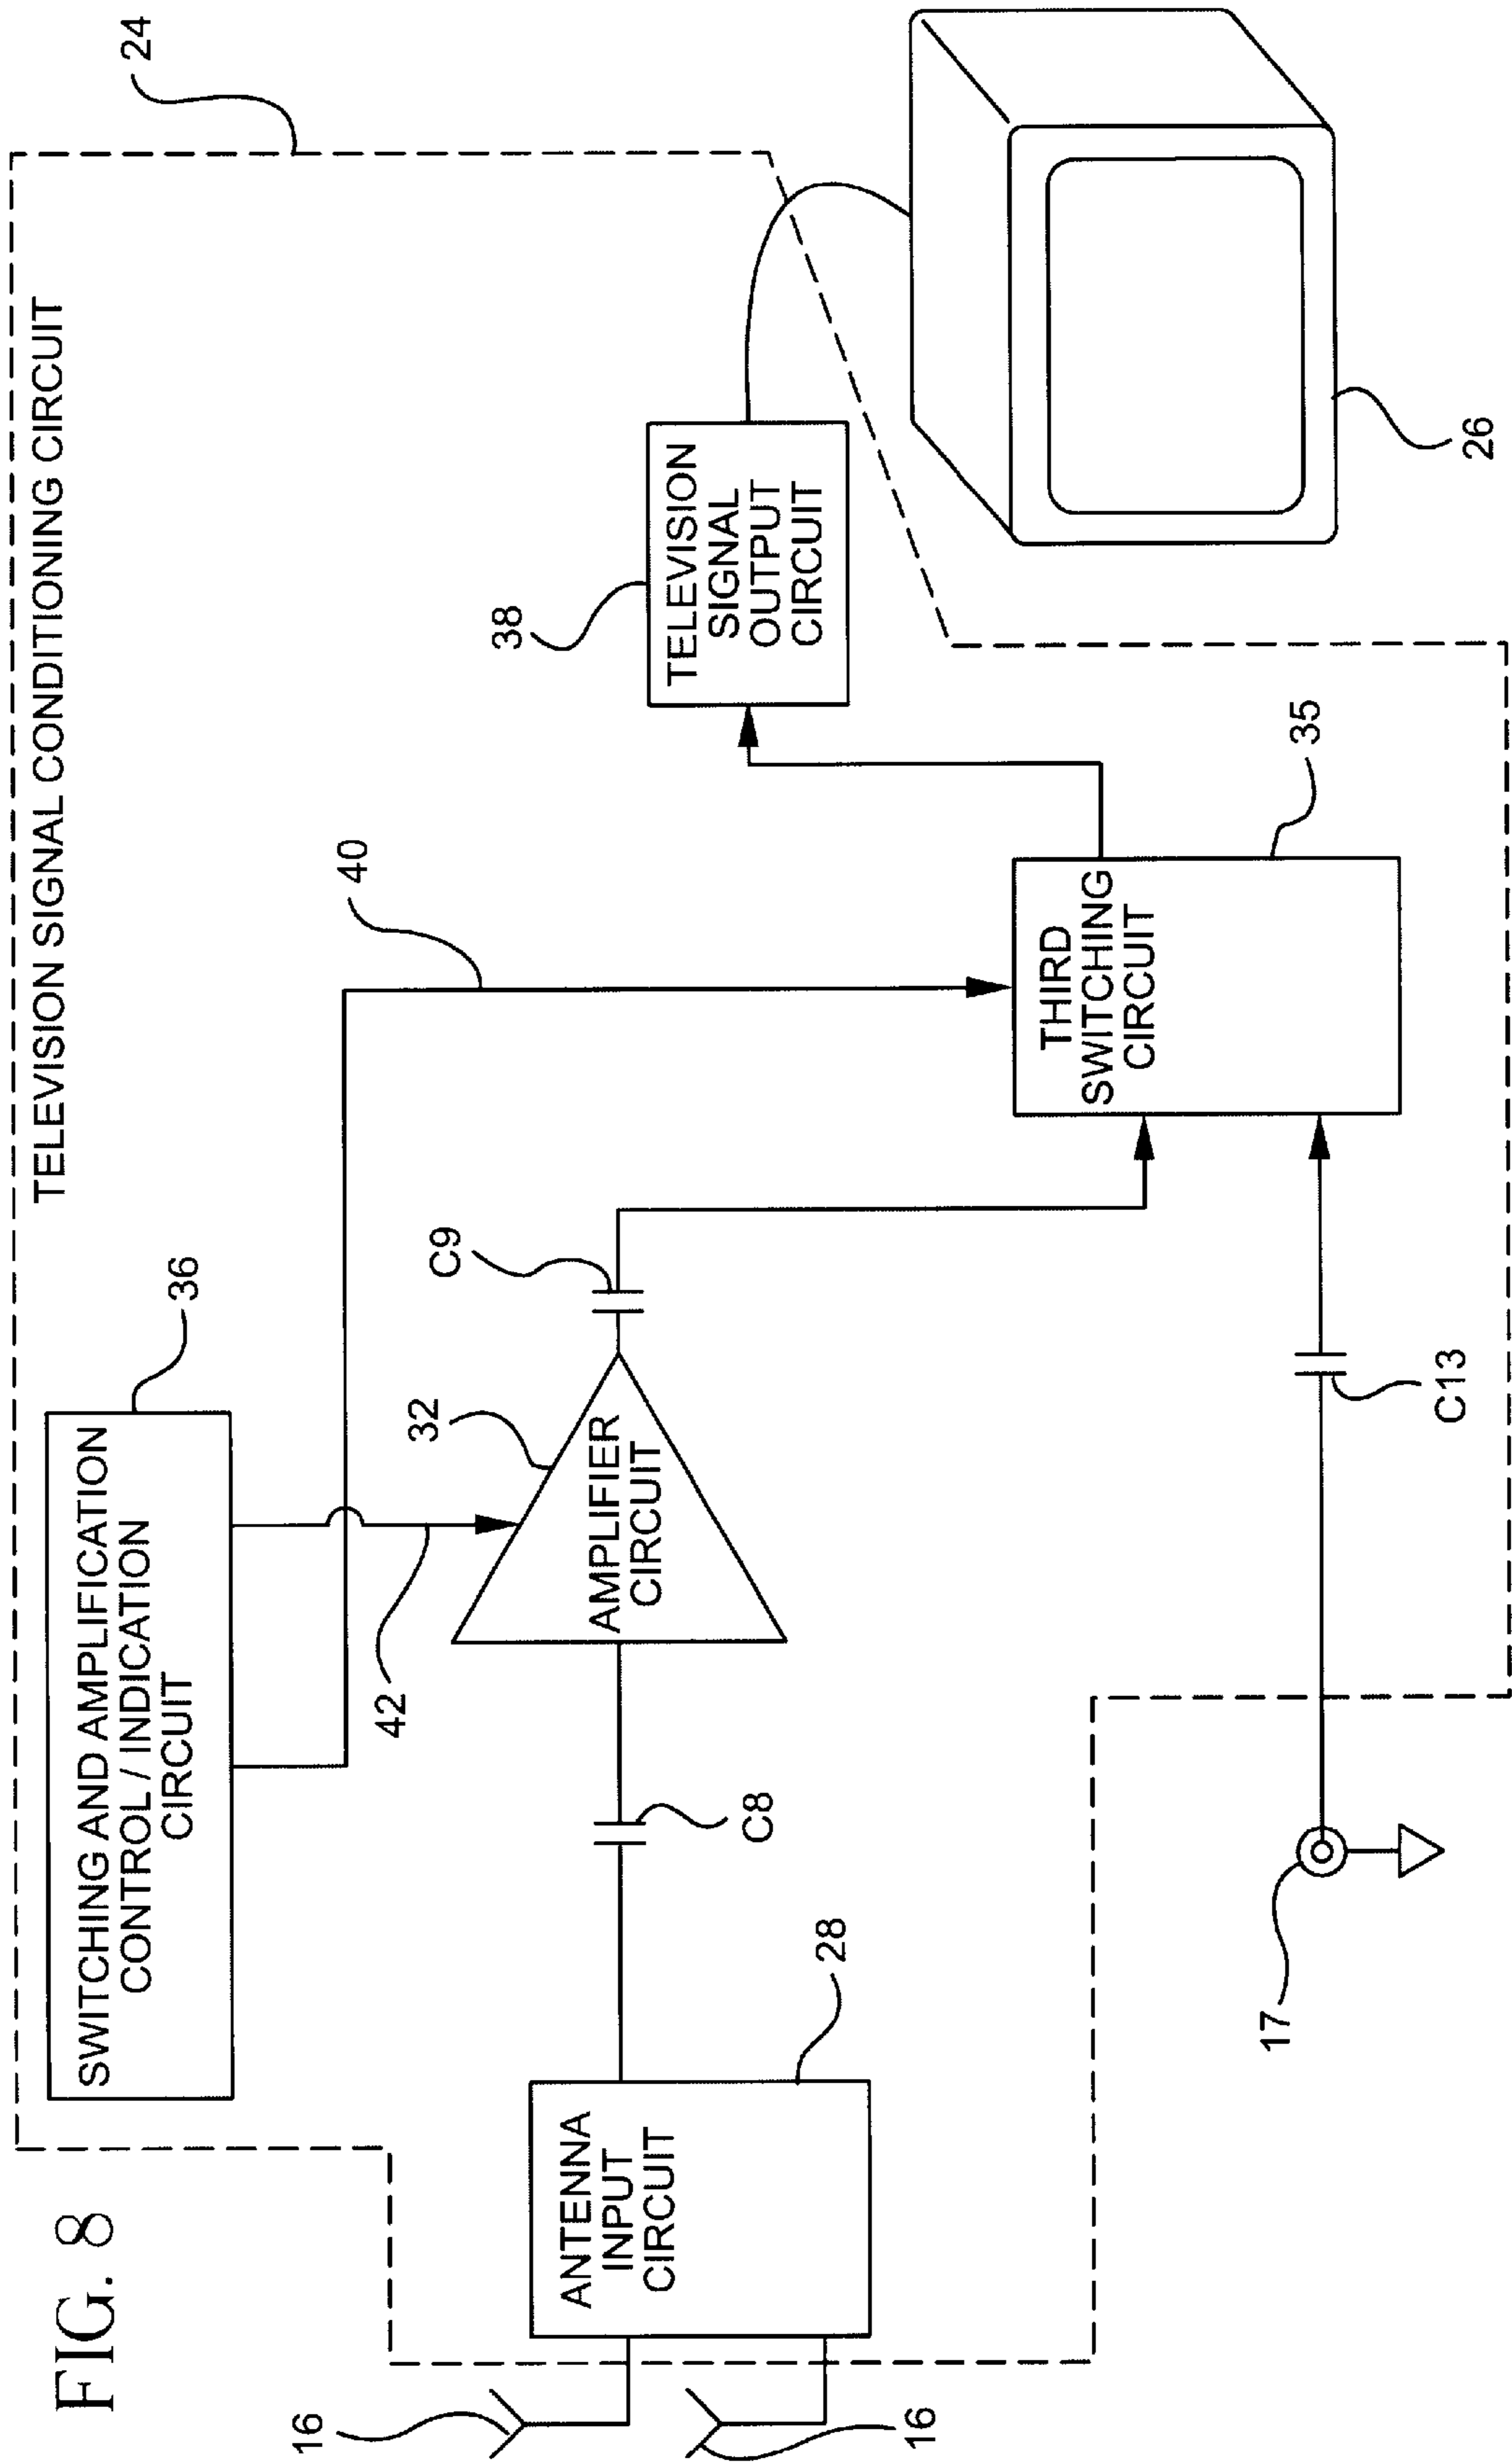 FIG. 8
TELEVISION SIGNAL CONDITIONING CIRCUIT
24
SWITCHING AND AMPLIFICATION
CONTROL / INDICATION
CIRCUIT
36
40
42
32
AMPLIFIER
CIRCUIT
C9
C8
38
TELEVISION
SIGNAL
OUTPUT
CIRCUIT
16
16
ANTENNA
INPUT
CIRCUIT
28
THIRD
SWITCHING
CIRCUIT
35
26
17
C13